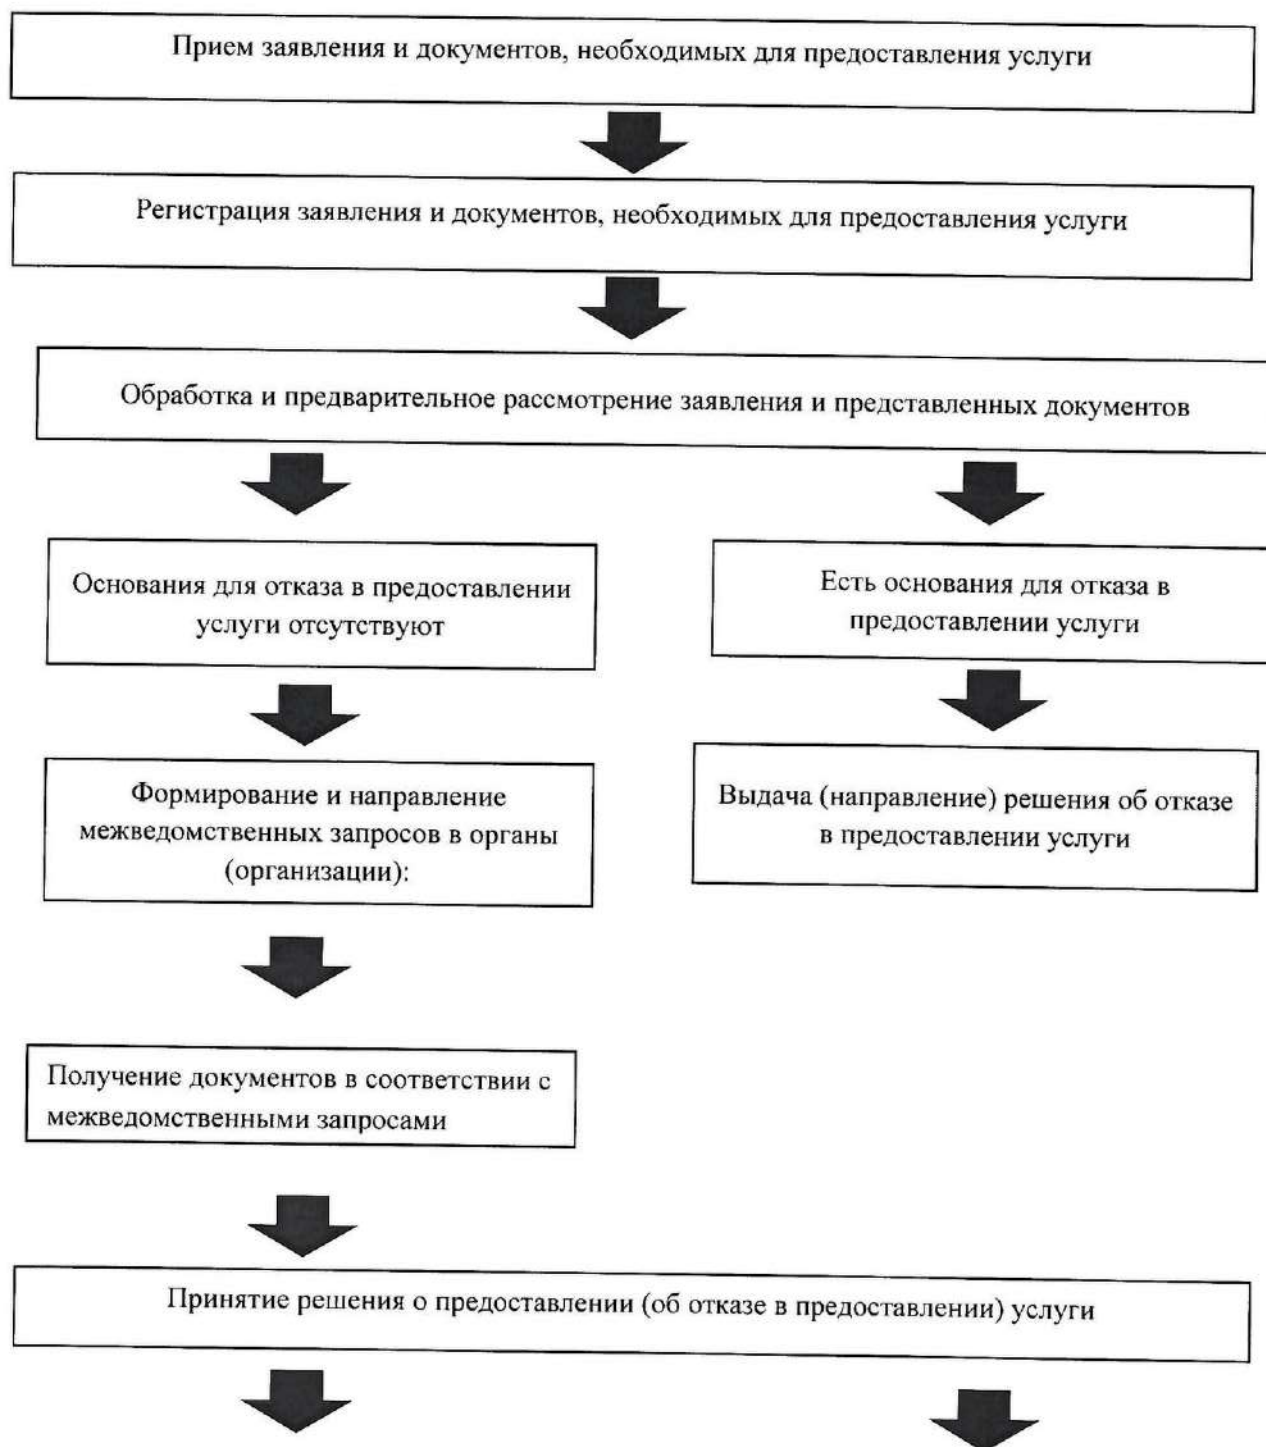 Прием заявления и документов, необходимых для предоставления услуги
Регистрация заявления и документов, необходимых для предоставления услуги
Обработка и предварительное рассмотрение заявления и представленных документов
Основания для отказа в предоставлении
услуги отсутствуют
Есть основания для отказа в
предоставлении услуги
Формирование и направление
межведомственных запросов в органы
(организации):
Выдача (направление) решения об отказе
в предоставлении услуги
Получение документов в соответствии с
межведомственными запросами
Принятие решения о предоставлении (об отказе в предоставлении) услуги